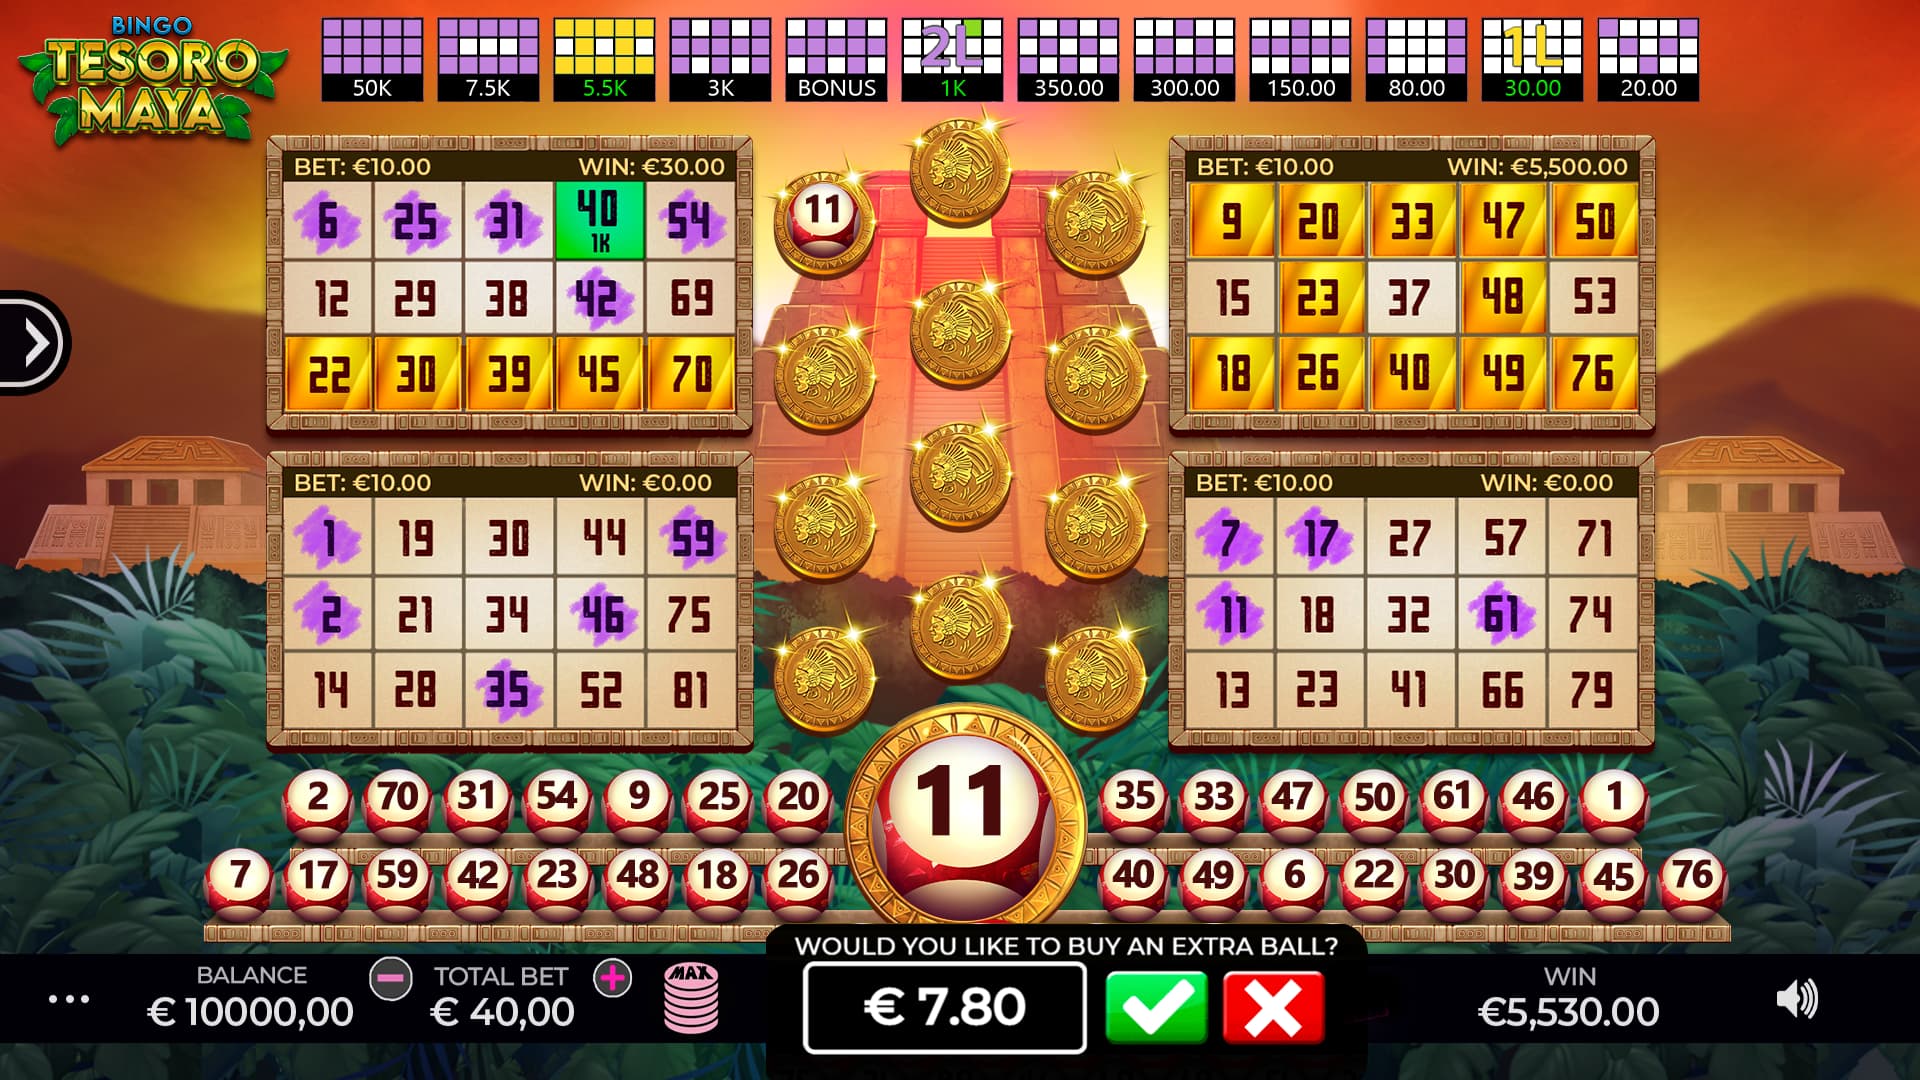 BINGO
TESORO
MAYA
50K 7.5K 5.5K 3K BONUS 2L 1K 350.00 300.00 150.00 80.00 1L 30.00 20.00
BET: €10.00 WIN: €30.00
6 25 31 40 1K 54
12 29 38 42 69
22 30 39 45 70
11
BET: €10.00 WIN: €5,500.00
9 20 33 47 50
15 23 37 48 53
18 26 40 49 76
BET: €10.00 WIN: €0.00
1 19 30 44 59
2 21 34 46 75
14 28 35 52 81
BET: €10.00 WIN: €0.00
7 17 27 57 71
11 18 32 61 74
13 23 41 66 79
2 70 31 54 9 25 20
11
35 33 47 50 61 46 1
7 17 59 42 23 48 18 26
40 49 6 22 30 39 45 76
WOULD YOU LIKE TO BUY AN EXTRA BALL?
€ 7.80
BALANCE
€ 10000,00
TOTAL BET
€ 40,00
MAX
WIN
€5,530.00